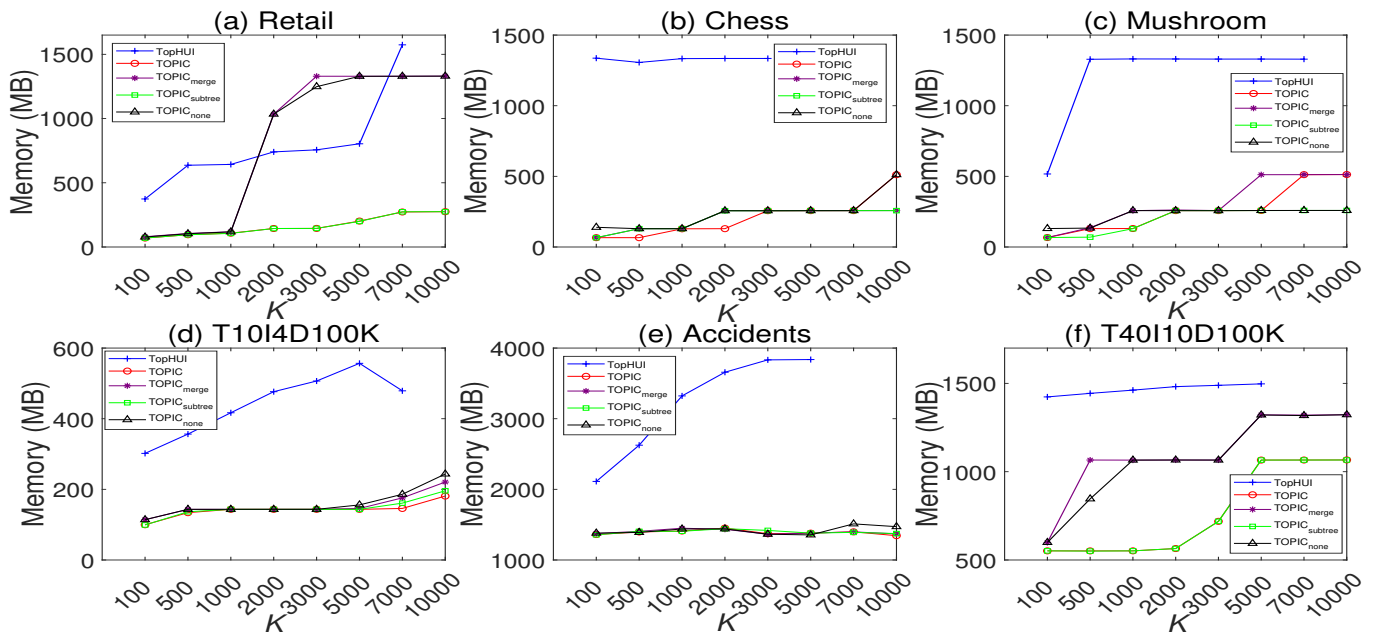 (a) Retail
Memory (MB)
1500
1000
500
0
TopHUI
TOPIC
TOPICmerge
TOPICsubtree
TOPICnone
100
500
1000
2000
3000
5000
7000
10000
K
(b) Chess
Memory (MB)
1500
1000
500
0
TopHUI
TOPIC
TOPICmerge
TOPICsubtree
TOPICnone
100
500
1000
2000
3000
5000
7000
10000
K
(c) Mushroom
Memory (MB)
1500
1000
500
0
TopHUI
TOPIC
TOPICmerge
TOPICsubtree
TOPICnone
100
500
1000
2000
3000
5000
7000
10000
K
(d) T10I4D100K
Memory (MB)
600
400
200
0
TopHUI
TOPIC
TOPICmerge
TOPICsubtree
TOPICnone
100
500
1000
2000
3000
5000
7000
10000
K
(e) Accidents
Memory (MB)
4000
3000
2000
1000
TopHUI
TOPIC
TOPICmerge
TOPICsubtree
TOPICnone
100
500
1000
2000
3000
5000
7000
10000
K
(f) T40I10D100K
Memory (MB)
1500
1000
500
TopHUI
TOPIC
TOPICmerge
TOPICsubtree
TOPICnone
100
500
1000
2000
3000
5000
7000
10000
K